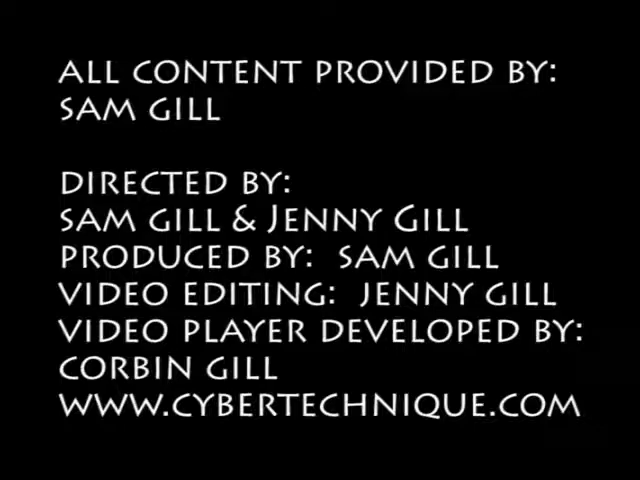 ALL CONTENT PROVIDED BY:
SAM GILL
DIRECTED BY:
SAM GILL & JENNY GILL
PRODUCED BY: SAM GILL
VIDEO EDITING: JENNY GILL
VIDEO PLAYER DEVELOPED BY:
CORBIN GILL
WWW.CYBERTECHNIQUE.COM